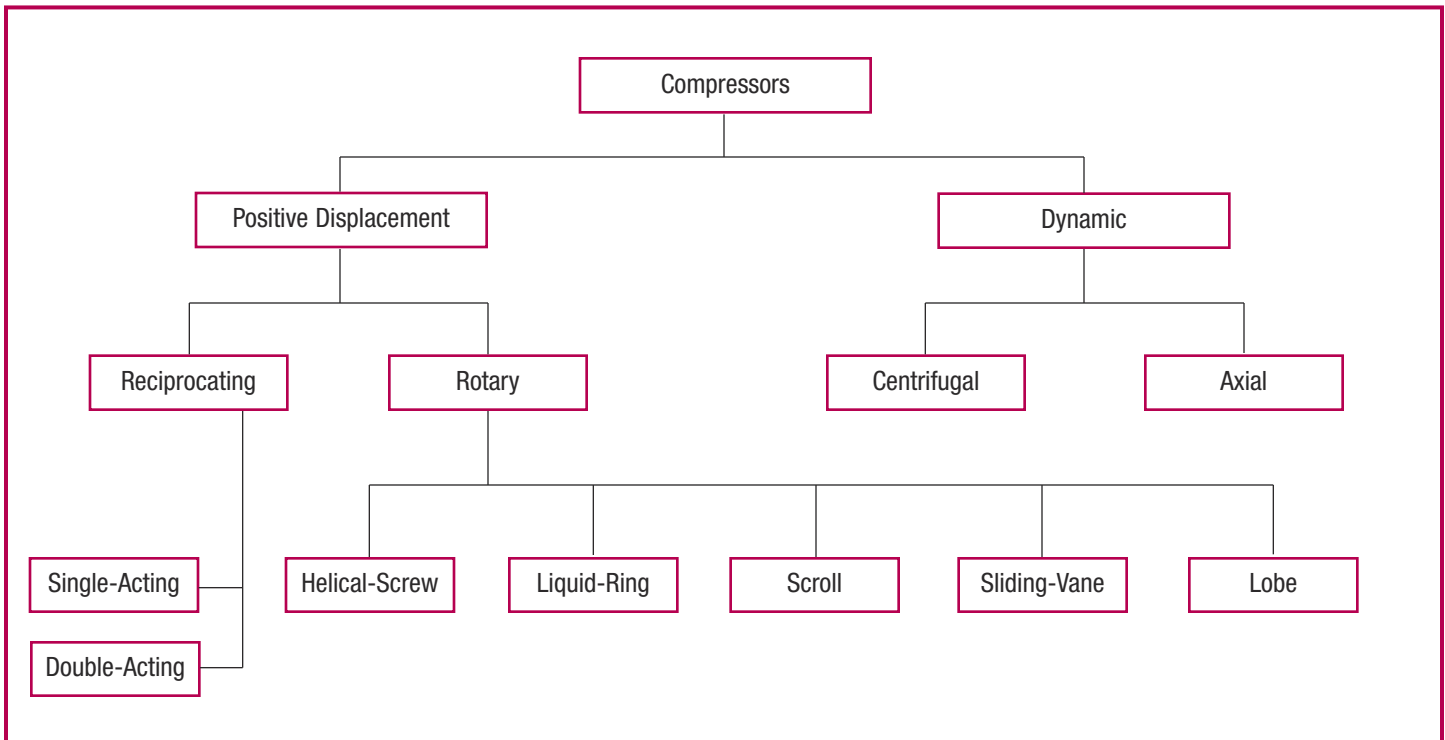 Compressors
Positive Displacement
Dynamic
Reciprocating
Rotary
Centrifugal
Axial
Single-Acting
Helical-Screw
Liquid-Ring
Scroll
Sliding-Vane
Lobe
Double-Acting